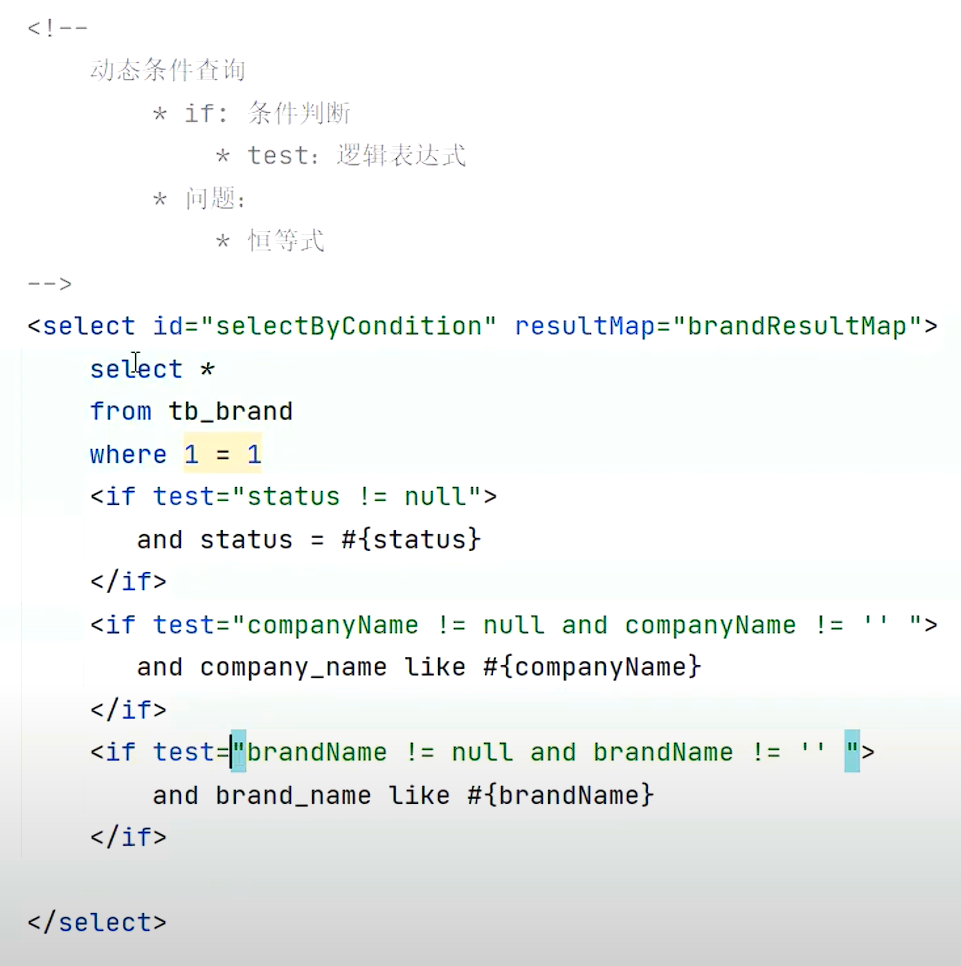 <!--
动态条件查询
* if: 条件判断
* test：逻辑表达式
* 问题：
* 恒等式
-->
<select id="selectByCondition" resultMap="brandResultMap">
select *
from tb_brand
where 1 = 1
<if test="status != null">
and status = #{status}
</if>
<if test="companyName != null and companyName != '' ">
and company_name like #{companyName}
</if>
<if test="brandName != null and brandName != '' ">
and brand_name like #{brandName}
</if>
</select>